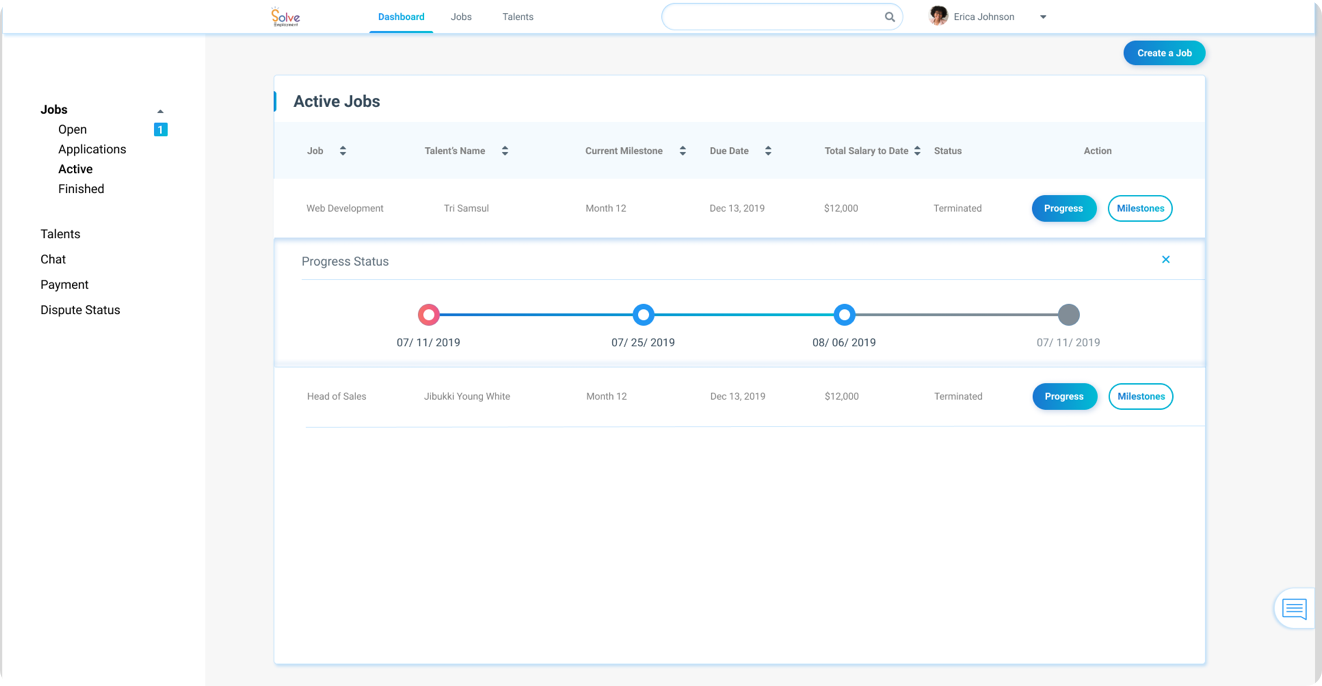 Solve
Employment
Dashboard
Jobs
Talents
Erica Johnson
Create a Job
Jobs
Open
1
Applications
Active
Finished
Talents
Chat
Payment
Dispute Status
Active Jobs
Job Talent's Name Current Milestone Due Date Total Salary to Date Status Action
Web Development Tri Samsul Month 12 Dec 13, 2019 $12,000 Terminated Progress Milestones
Progress Status
07/ 11/ 2019 07/ 25/ 2019 08/ 06/ 2019 07/ 11/ 2019
Head of Sales Jibukki Young White Month 12 Dec 13, 2019 $12,000 Terminated Progress Milestones